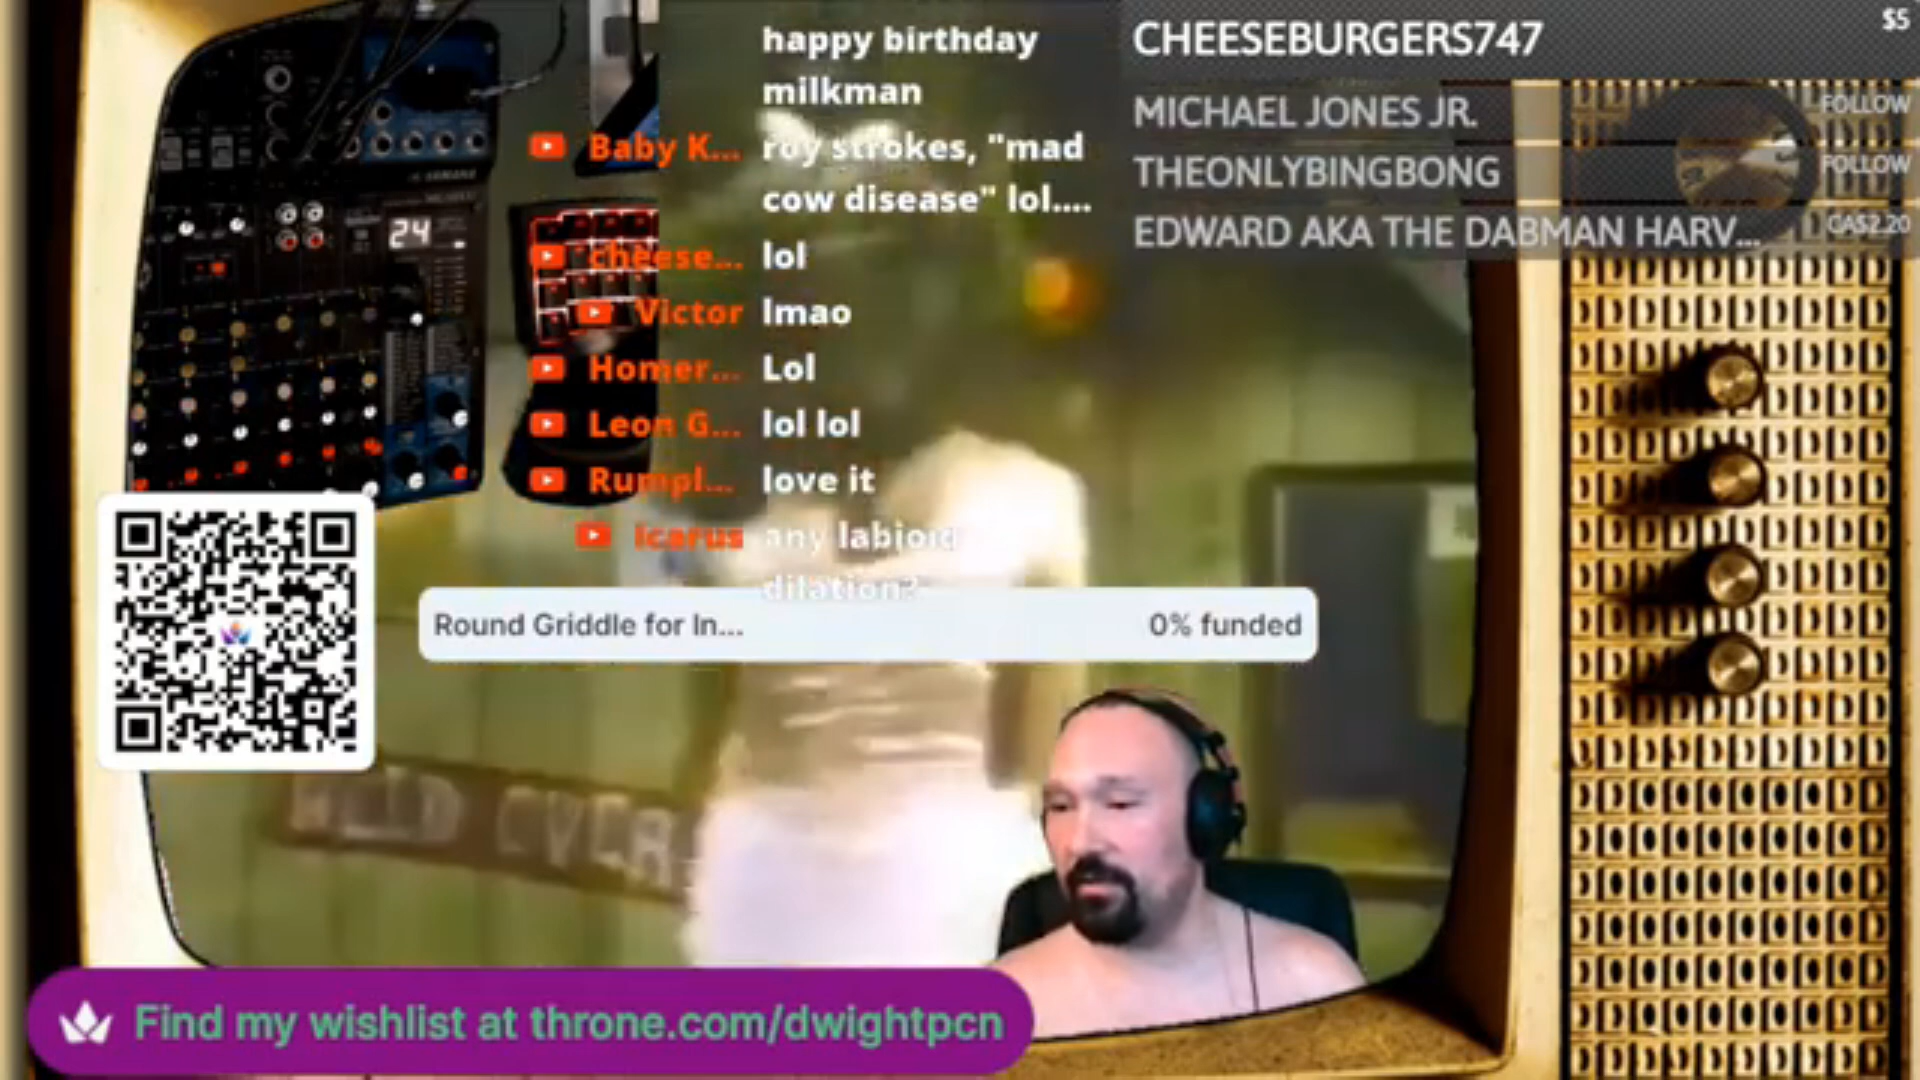 happy birthday
milkman
Baby K... roy strokes, "mad
cow disease" lol....
cheese... lol
Victor lmao
Homer... Lol
Leon G... lol lol
Rumpl... love it
Icarus any labioid
dilation?
CHEESEBURGERS747 $5
MICHAEL JONES JR. FOLLOW
THEONLYBINGBONG FOLLOW
EDWARD AKA THE DABMAN HARV... CA$2.20
YAMAHA
24
Round Griddle for In... 0% funded
Find my wishlist at throne.com/dwightpcn